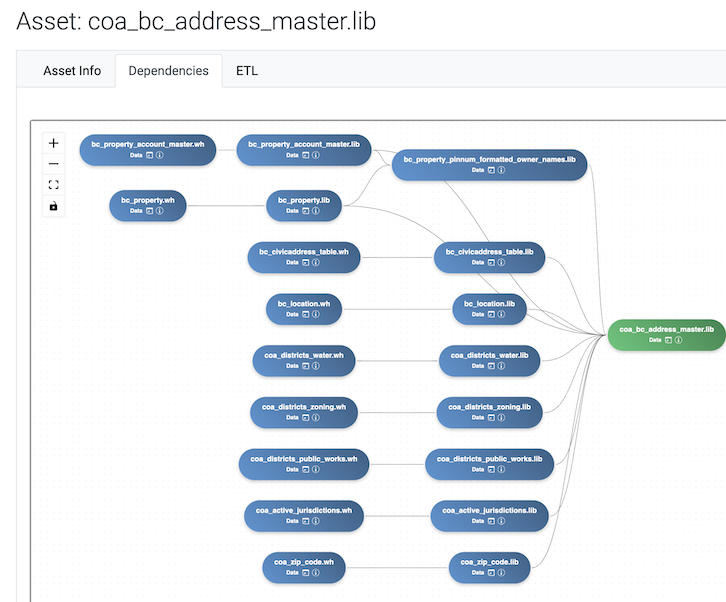 Asset: coa_bc_address_master.lib
Asset Info
Dependencies
ETL
bc_property_account_master.wh
Data
bc_property_account_master.lib
Data
bc_property_pinnum_formatted_owner_names.lib
Data
bc_property.wh
Data
bc_property.lib
Data
bc_civicaddress_table.wh
Data
bc_civicaddress_table.lib
Data
bc_location.wh
Data
bc_location.lib
Data
coa_bc_address_master.lib
Data
coa_districts_water.wh
Data
coa_districts_water.lib
Data
coa_districts_zoning.wh
Data
coa_districts_zoning.lib
Data
coa_districts_public_works.wh
Data
coa_districts_public_works.lib
Data
coa_active_jurisdictions.wh
Data
coa_active_jurisdictions.lib
Data
coa_zip_code.wh
Data
coa_zip_code.lib
Data